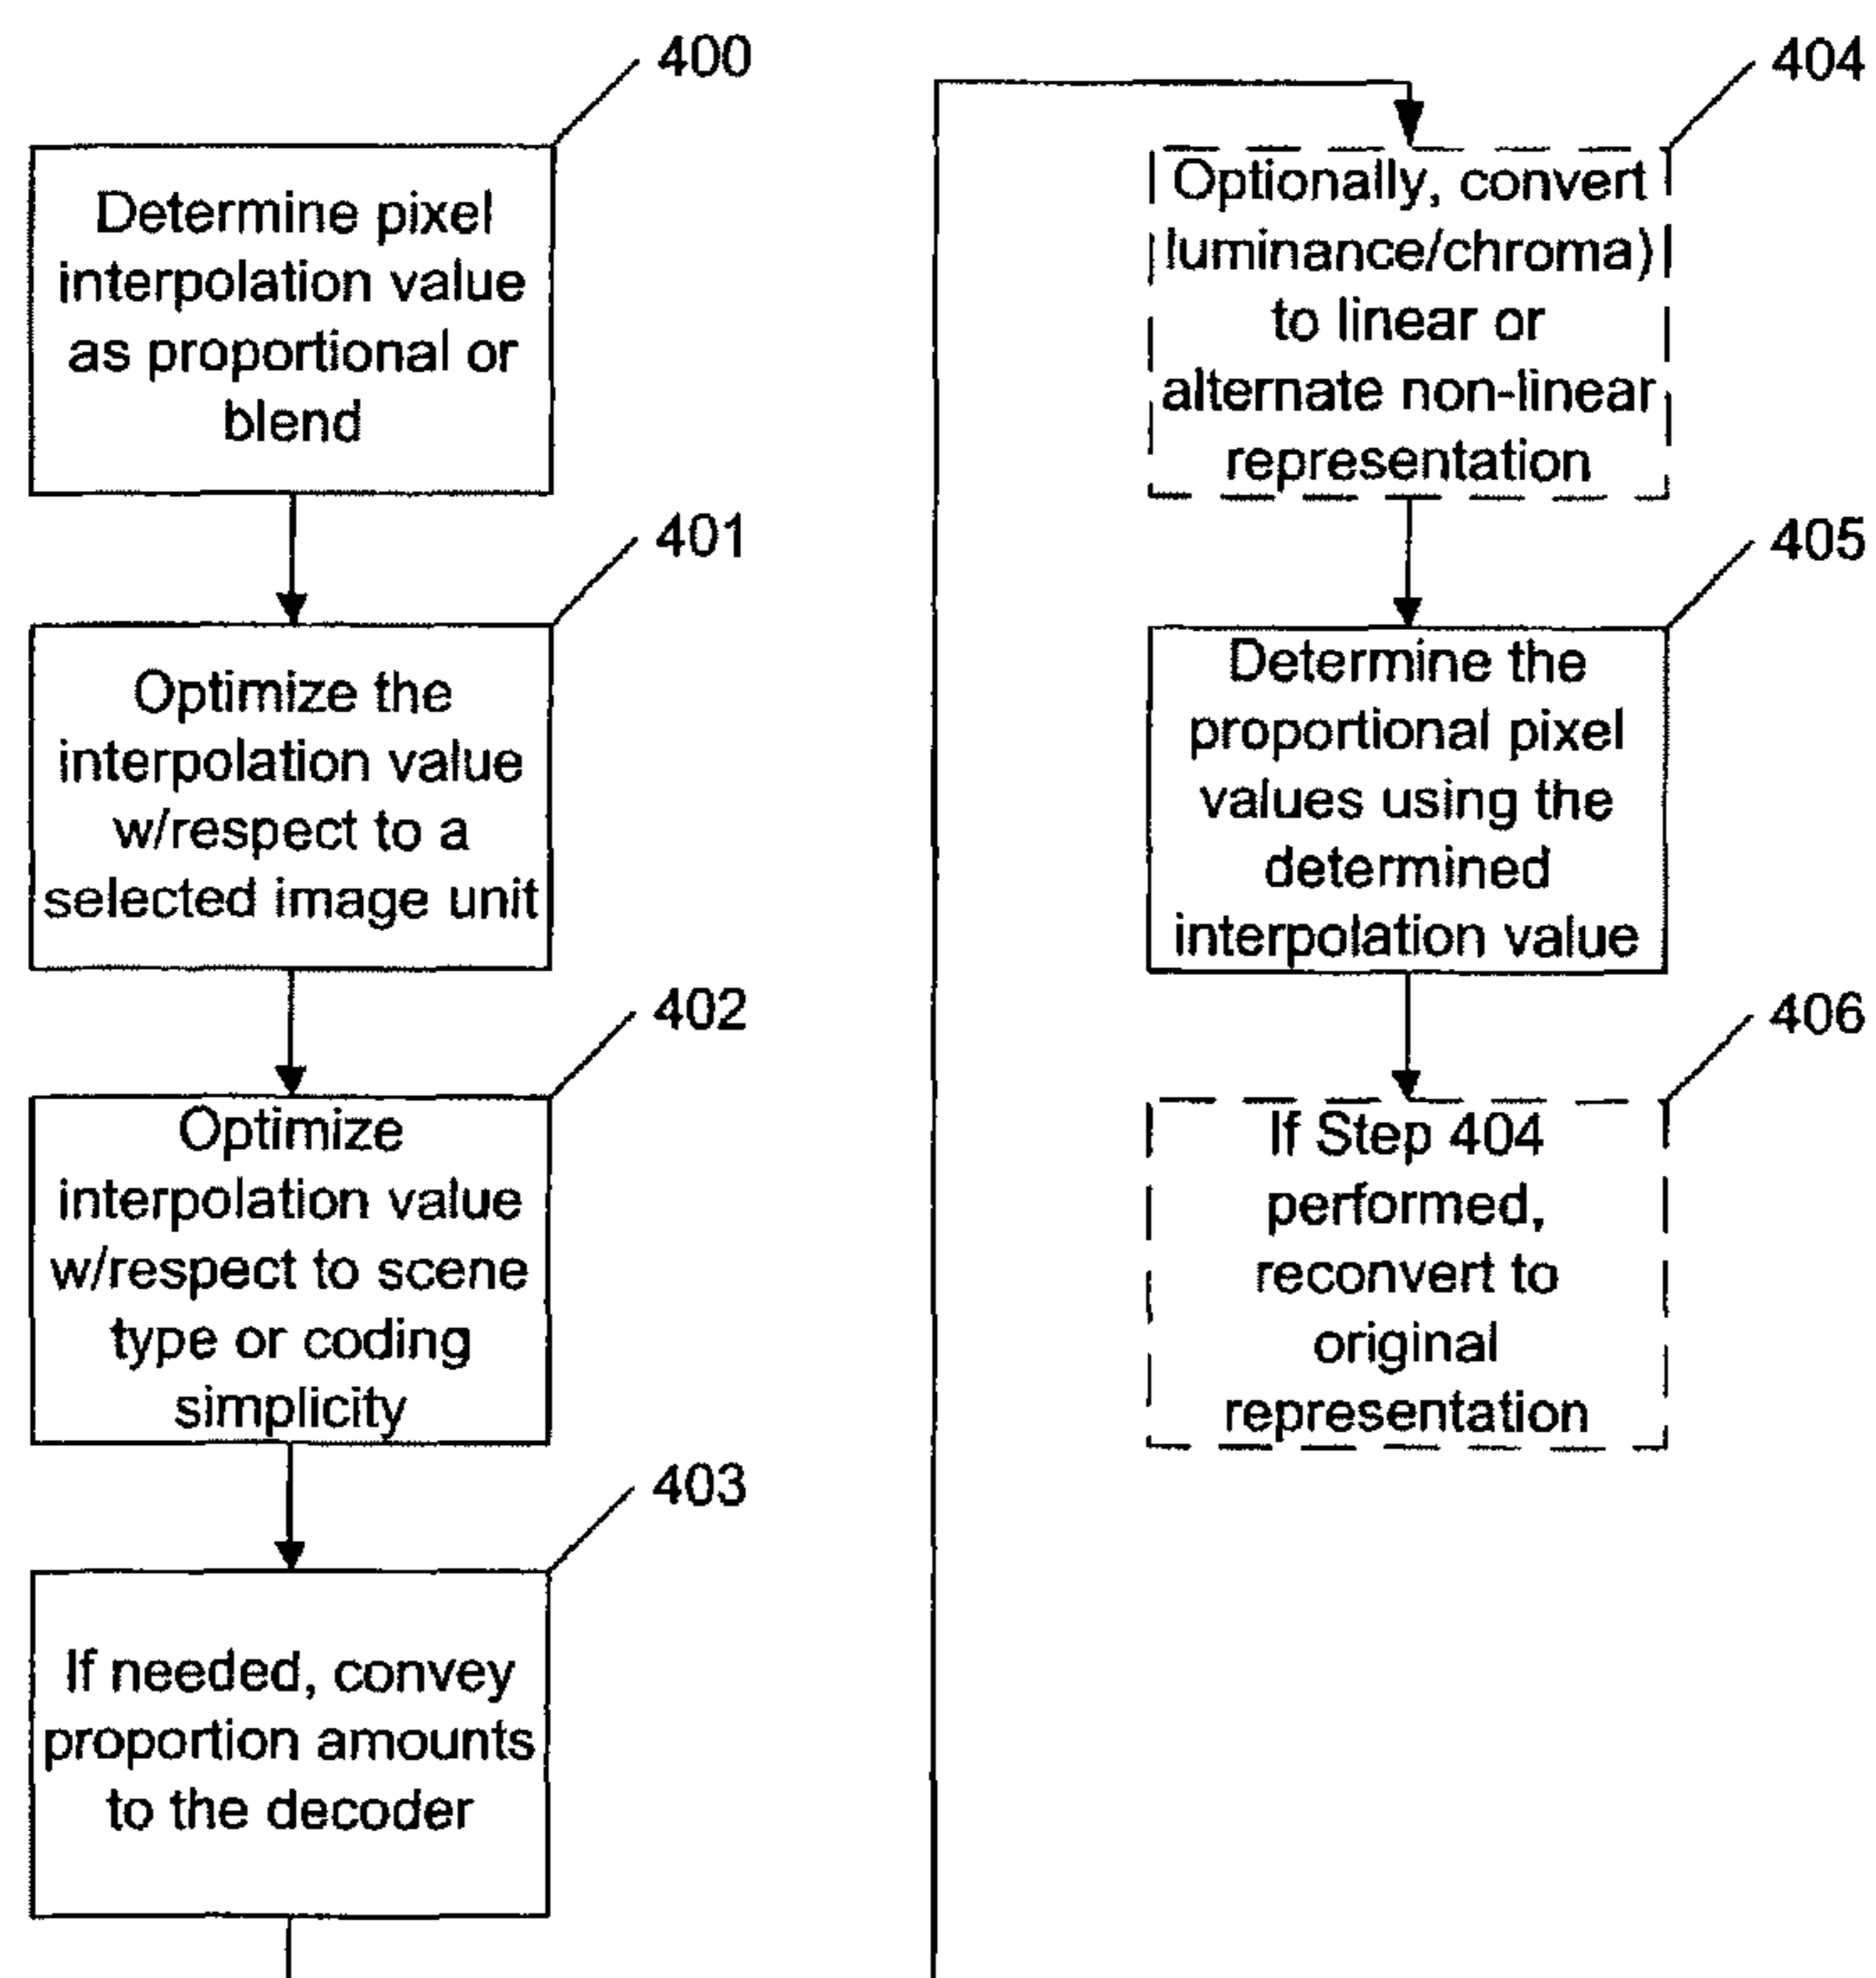 400
Determine pixel
interpolation value
as proportional or
blend
401
Optimize the
interpolation value
w/respect to a
selected image unit
402
Optimize
interpolation value
w/respect to scene
type or coding
simplicity
403
If needed, convey
proportion amounts
to the decoder
404
Optionally, convert
luminance/chroma)
to linear or
alternate non-linear
representation
405
Determine the
proportional pixel
values using the
determined
interpolation value
406
If Step 404
performed,
reconvert to
original
representation